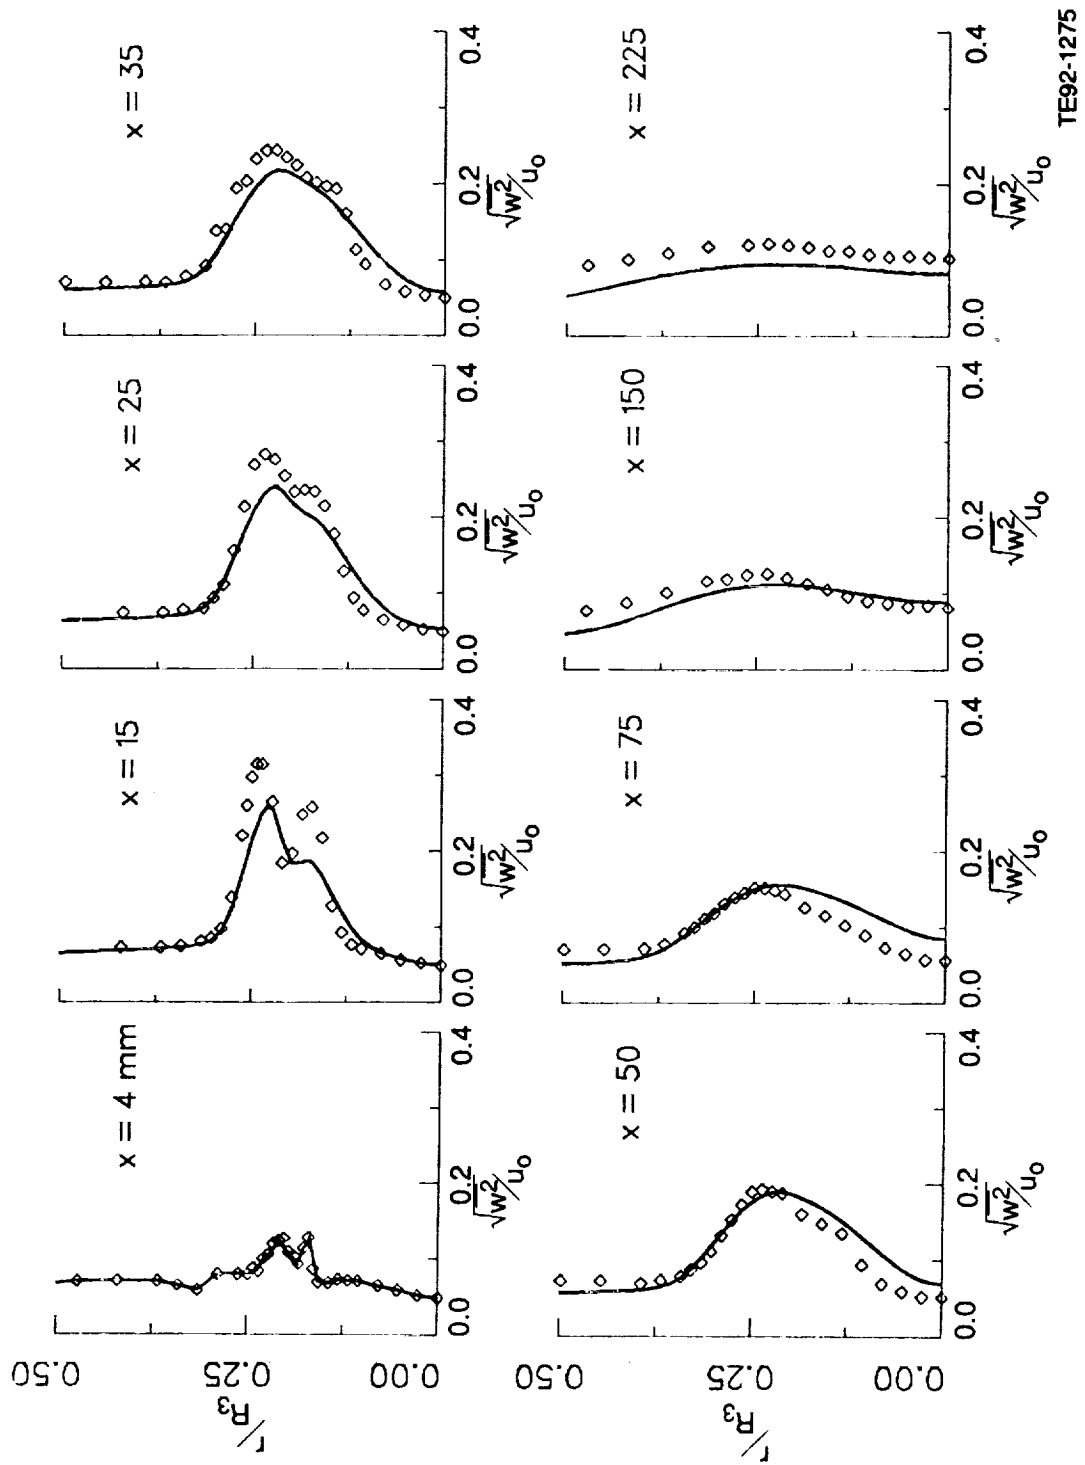 r/R₃
0.50
0.25
0.00
x = 4 mm
0.0 0.2 0.4
√w²/u₀
x = 15
0.0 0.2 0.4
√w²/u₀
x = 25
0.0 0.2 0.4
√w²/u₀
x = 35
0.0 0.2 0.4
√w²/u₀
r/R₃
0.50
0.25
0.00
x = 50
0.0 0.2 0.4
√w²/u₀
x = 75
0.0 0.2 0.4
√w²/u₀
x = 150
0.0 0.2 0.4
√w²/u₀
x = 225
0.0 0.2 0.4
√w²/u₀
TE92-1275